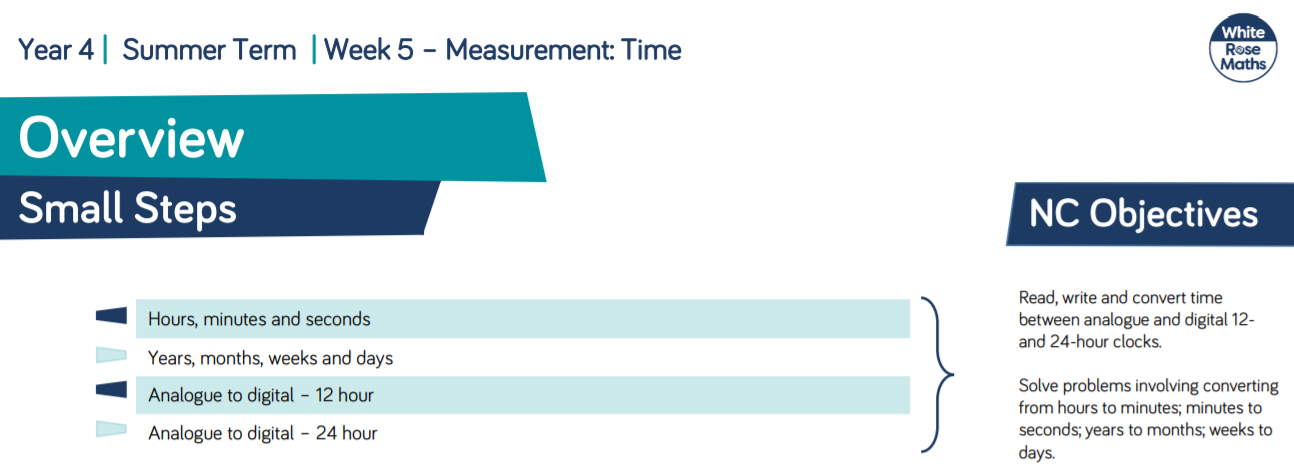 Year 4 | Summer Term | Week 5 – Measurement: Time
White
Rose
Maths
Overview
Small Steps
NC Objectives
Hours, minutes and seconds
Years, months, weeks and days
Analogue to digital – 12 hour
Analogue to digital – 24 hour
Read, write and convert time
between analogue and digital 12-
and 24-hour clocks.
Solve problems involving converting
from hours to minutes; minutes to
seconds; years to months; weeks to
days.